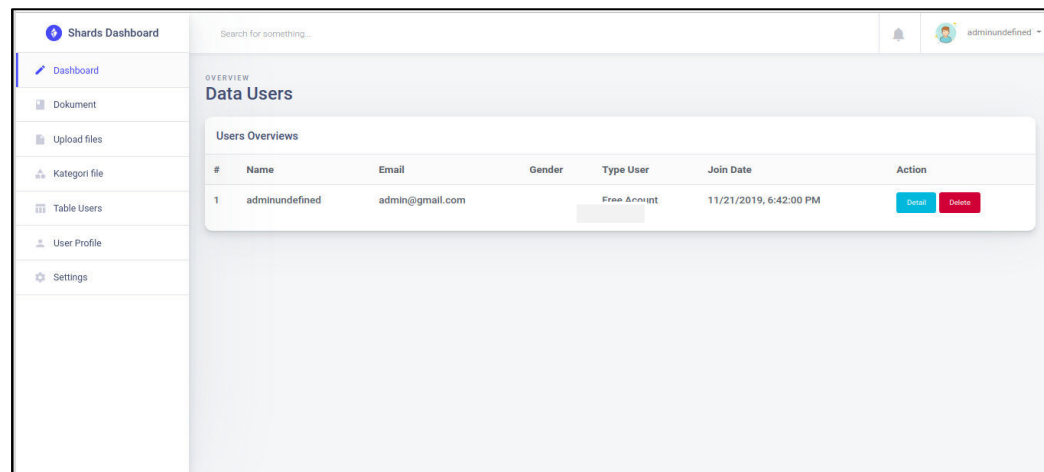 Shards Dashboard
Search for something...
adminundefined
Dashboard
Dokument
Upload files
Kategori file
Table Users
User Profile
Settings
OVERVIEW
Data Users
Users Overviews
# Name Email Gender Type User Join Date Action
1 adminundefined admin@gmail.com Free Acount 11/21/2019, 6:42:00 PM Detail Delete